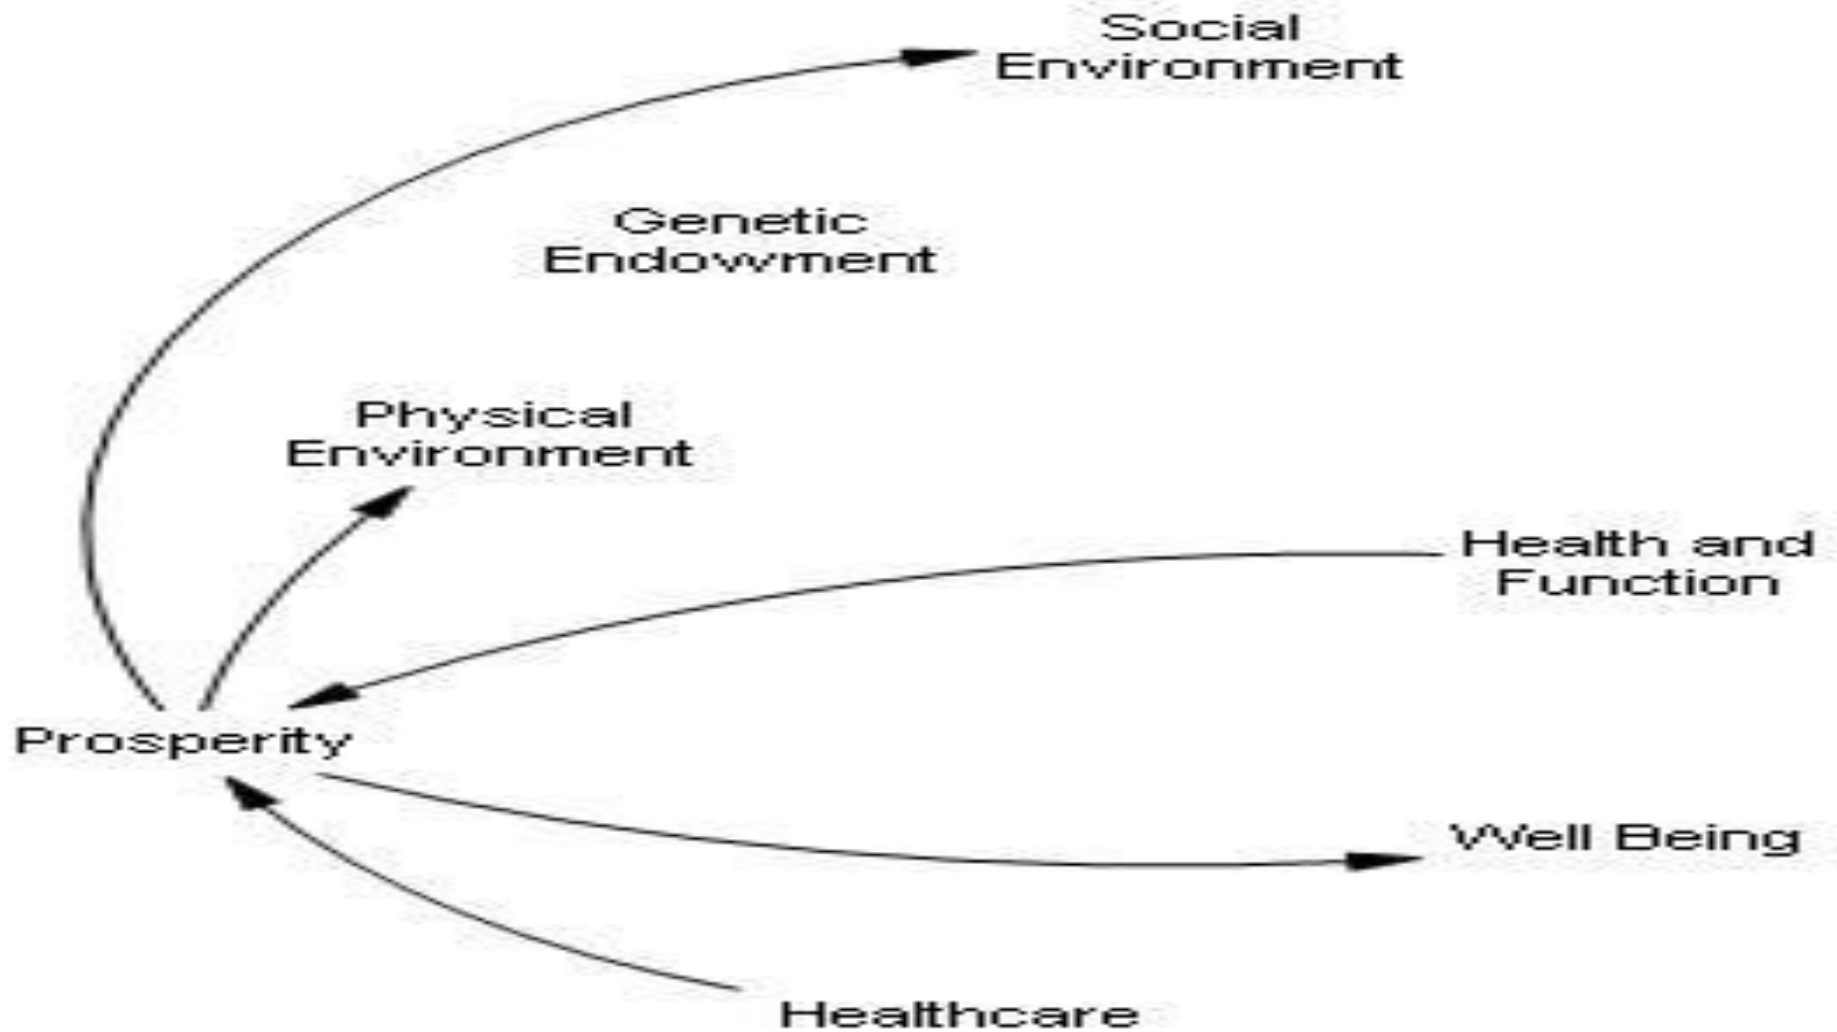 Social
Environment
Genetic
Endowment
Physical
Environment
Health and
Function
Prosperity
Well Being
Healthcare